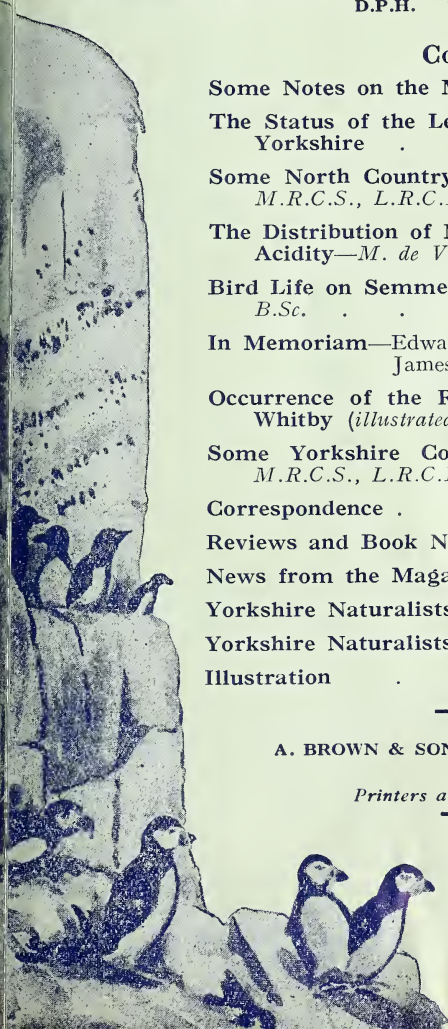 D.P.H.
Co
Some Notes on the N
The Status of the Le
Yorkshire .
Some North Country
M.R.C.S., L.R.C.
The Distribution of
Acidity—M. de V
Bird Life on Semme
B.Sc. . .
In Memoriam—Edwa
James
Occurrence of the R
Whitby (illustrated
Some Yorkshire Co
M.R.C.S., L.R.C.
Correspondence .
Reviews and Book N
News from the Maga
Yorkshire Naturalists
Yorkshire Naturalists
Illustration .
A. BROWN & SON
Printers a